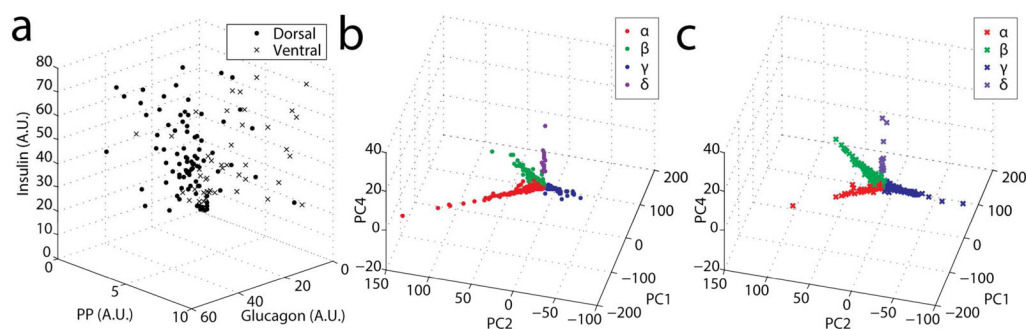 a
Dorsal
Ventral
Insulin (A.U.)
80
70
60
50
40
30
20
10
0
0
5
10
PP (A.U.)
60
40
20
0
Glucagon (A.U.)
b
α
β
γ
δ
PC4
40
20
0
−20
150
100
50
0
−50
−100
PC2
200
100
0
−100
−200
PC1
c
α
β
γ
δ
PC4
40
20
0
−20
150
100
50
0
−50
−100
PC2
200
100
0
−100
−200
PC1